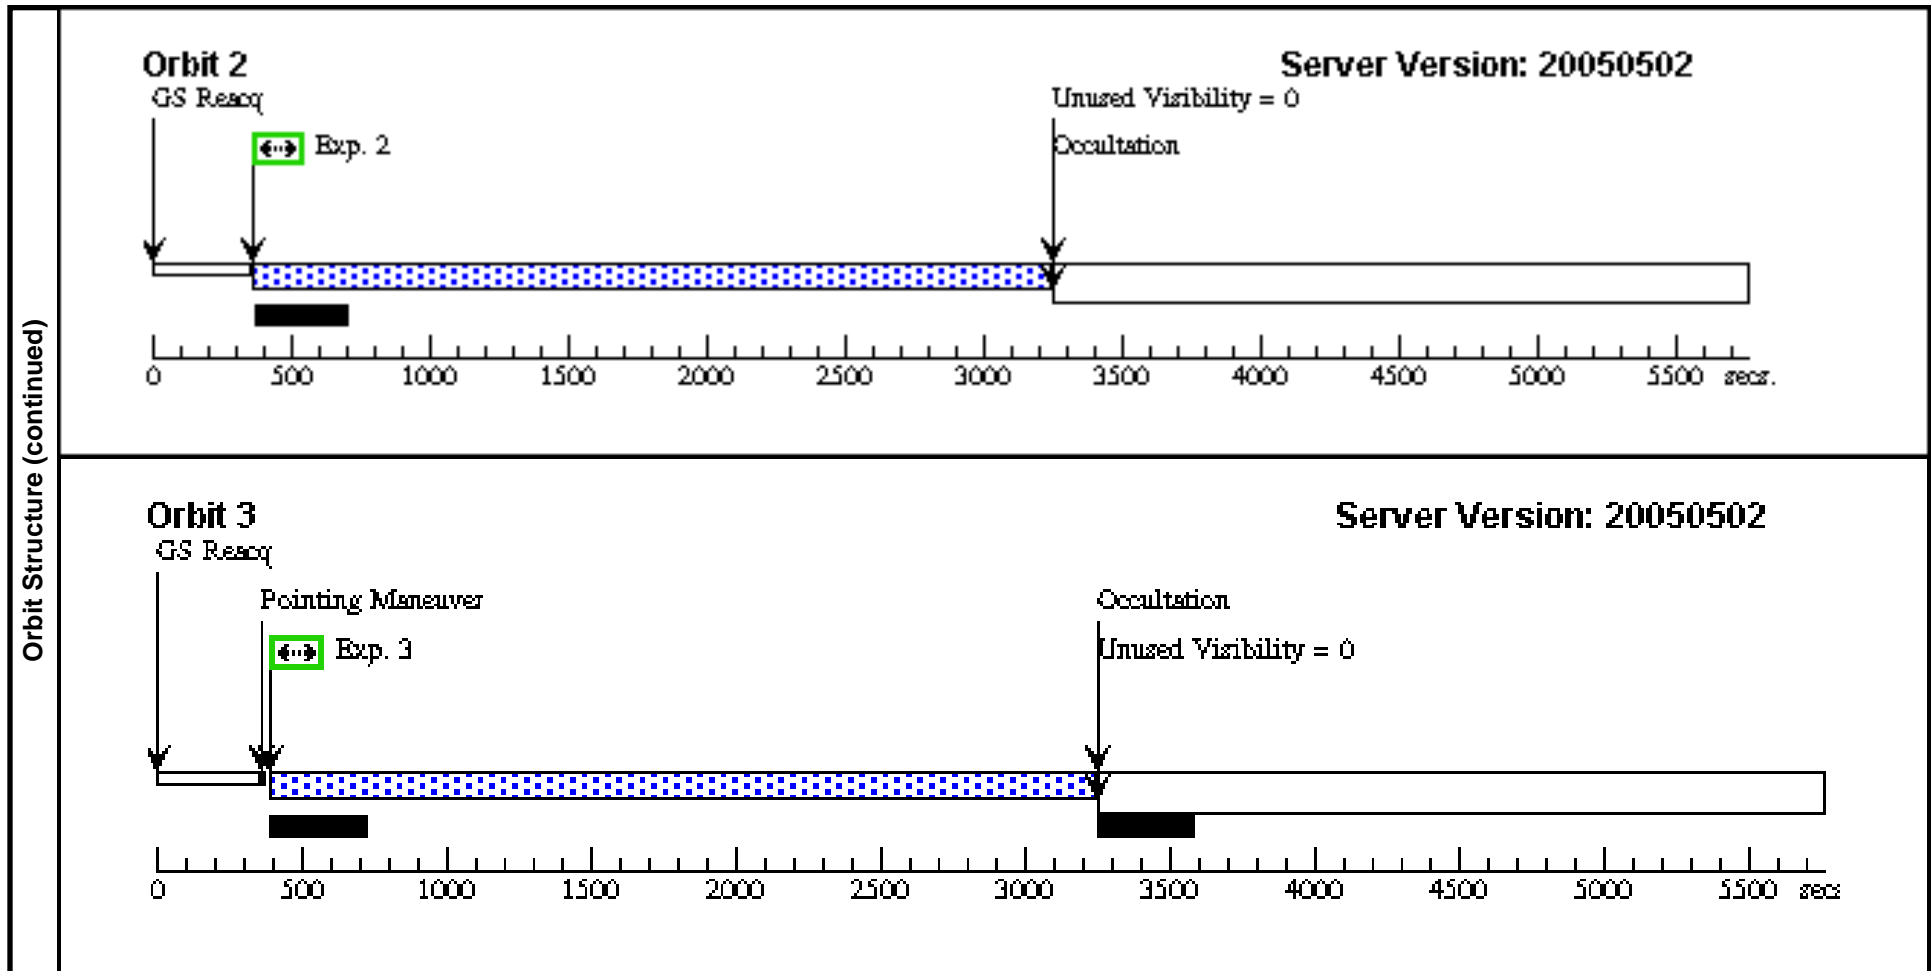 Orbit Structure (continued)
Orbit 2
Server Version: 20050502
GS Reacq
Unused Visibility = 0
Exp. 2
Occultation
0 500 1000 1500 2000 2500 3000 3500 4000 4500 5000 5500 secs.
Orbit 3
Server Version: 20050502
GS Reacq
Pointing Maneuver
Occultation
Exp. 3
Unused Visibility = 0
0 500 1000 1500 2000 2500 3000 3500 4000 4500 5000 5500 secs